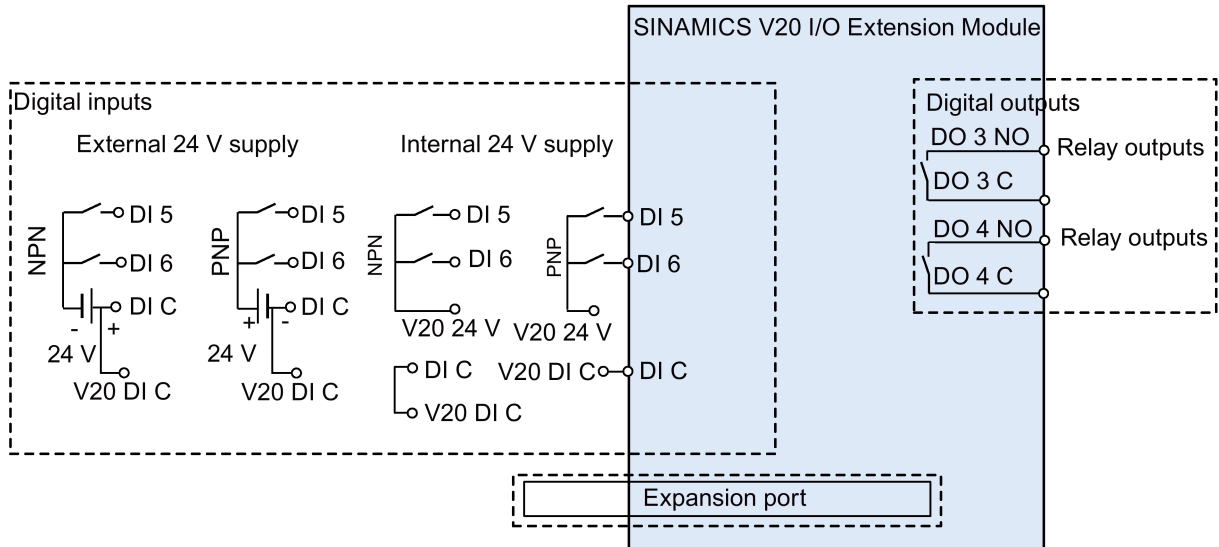 SINAMICS V20 I/O Extension Module
Digital inputs
External 24 V supply
Internal 24 V supply
NPN
DI 5
DI 6
DI C
- +
24 V
V20 DI C
PNP
DI 5
DI 6
DI C
+ -
24 V
V20 DI C
NPN
DI 5
DI 6
V20 24 V
DI C
V20 DI C
PNP
DI 5
DI 6
V20 24 V
V20 DI C
DI C
Digital outputs
DO 3 NO
Relay outputs
DO 3 C
DO 4 NO
Relay outputs
DO 4 C
Expansion port